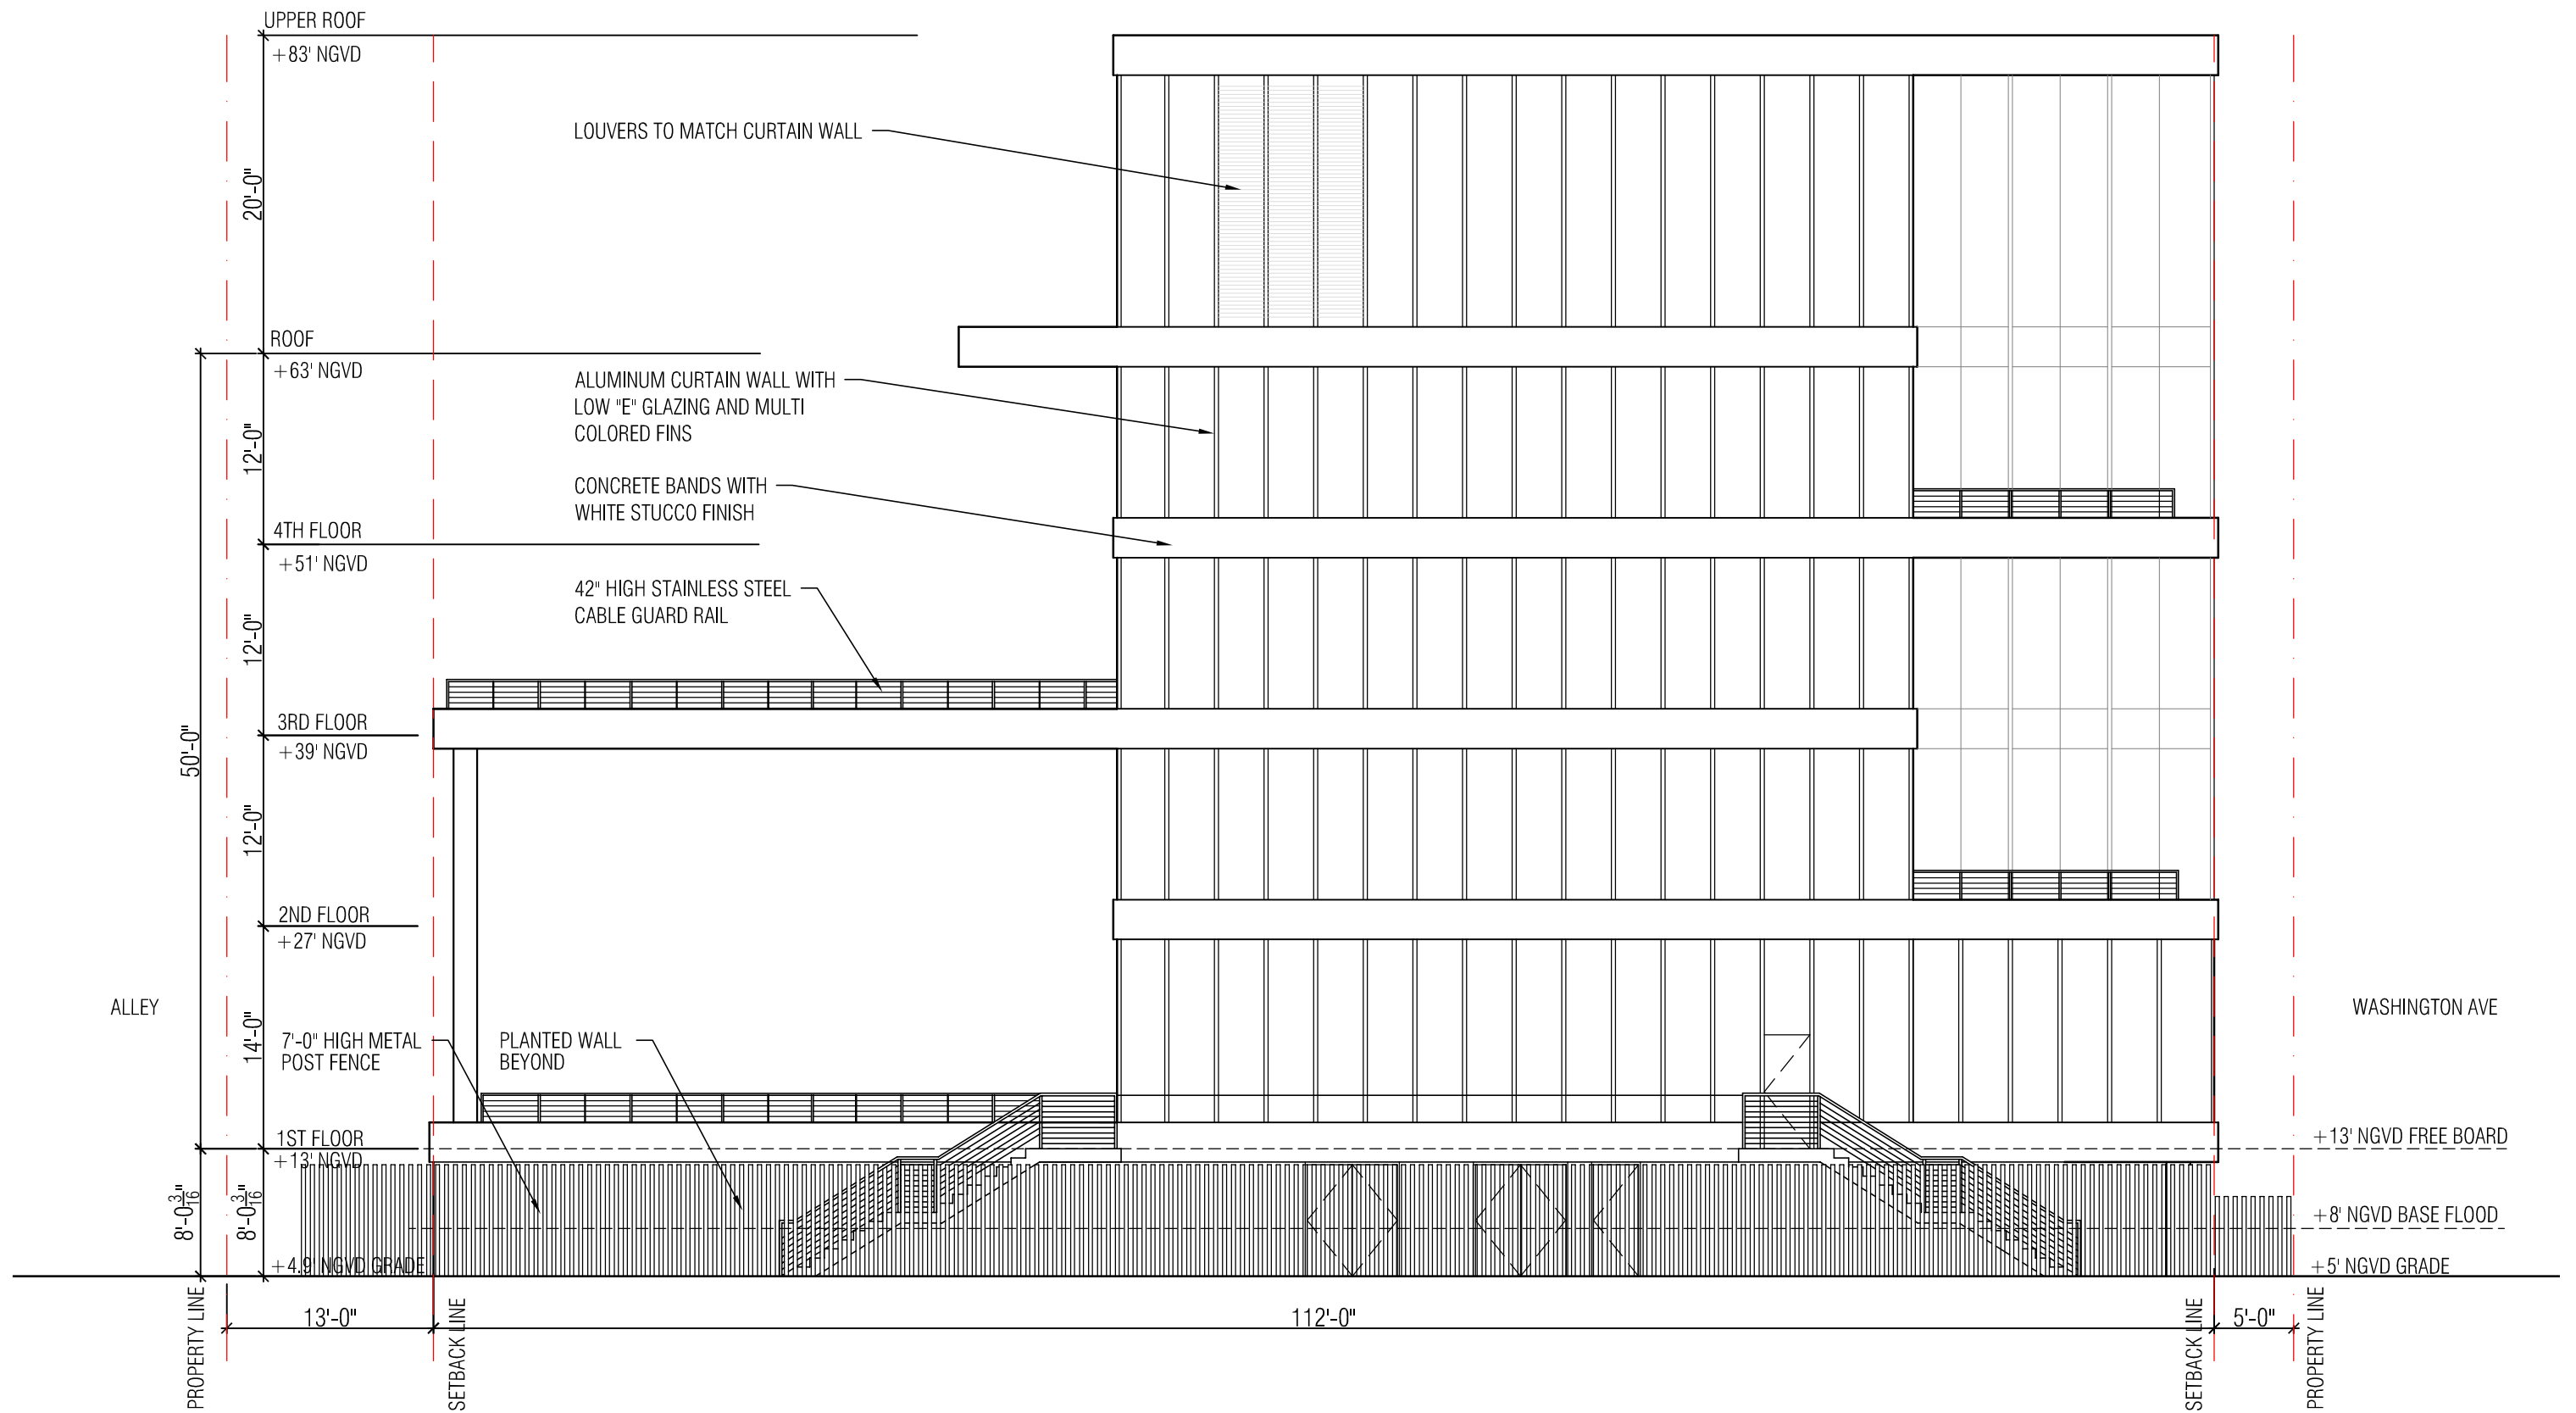 UPPER ROOF
+83' NGVD
LOUVERS TO MATCH CURTAIN WALL
20'-0"
ROOF
+63' NGVD
ALUMINUM CURTAIN WALL WITH
LOW "E" GLAZING AND MULTI
COLORED FINS
12'-0"
CONCRETE BANDS WITH
WHITE STUCCO FINISH
4TH FLOOR
+51' NGVD
42" HIGH STAINLESS STEEL
CABLE GUARD RAIL
12'-0"
3RD FLOOR
+39' NGVD
50'-0"
12'-0"
2ND FLOOR
+27' NGVD
ALLEY
WASHINGTON AVE
14'-0"
7'-0" HIGH METAL
POST FENCE
PLANTED WALL
BEYOND
1ST FLOOR
+13' NGVD
+13' NGVD FREE BOARD
8'-0 3/16"
8'-0 3/16"
+8' NGVD BASE FLOOD
+4.9' NGVD GRADE
+5' NGVD GRADE
13'-0"
112'-0"
5'-0"
PROPERTY LINE
SETBACK LINE
SETBACK LINE
PROPERTY LINE